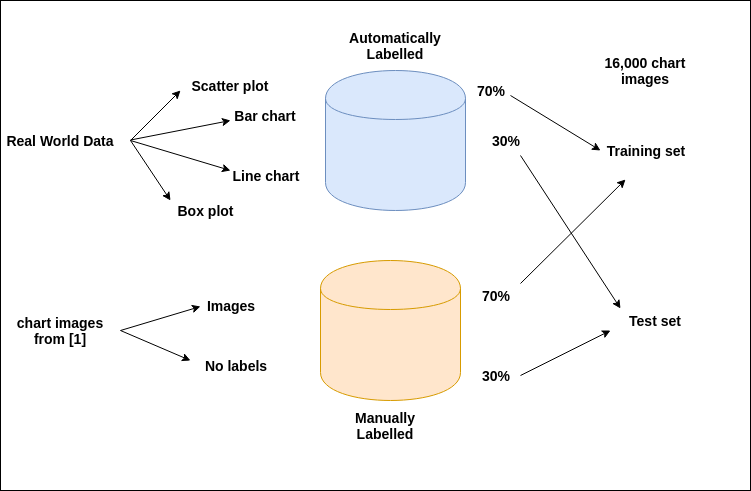 Automatically
Labelled
16,000 chart
images
Scatter plot
70%
Bar chart
Real World Data
30%
Training set
Line chart
Box plot
Images
70%
chart images
from [1]
Test set
No labels
30%
Manually
Labelled